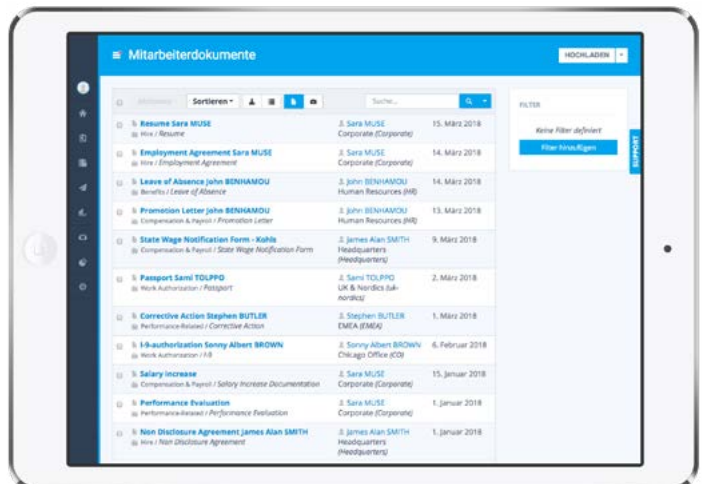 Mitarbeiterdokumente
HOCHLADEN
Sortieren
Suche...
FILTER
Keine Filter definiert
Filter hinzufügen
SUPPORT
Resume Sara MUSE
Hire / Resume
Sara MUSE
Corporate (Corporate)
15. März 2018
Employment Agreement Sara MUSE
Hire / Employment Agreement
Sara MUSE
Corporate (Corporate)
14. März 2018
Leave of Absence John BENHAMOU
Benefits / Leave of Absence
John BENHAMOU
Human Resources (HR)
14. März 2018
Promotion Letter John BENHAMOU
Compensation & Payroll / Promotion Letter
John BENHAMOU
Human Resources (HR)
13. März 2018
State Wage Notification Form - Kohls
Compensation & Payroll / State Wage Notification Form
James Alan SMITH
Headquarters
(Headquarters)
9. März 2018
Passport Sami TOLPPO
Work Authorization / Passport
Sami TOLPPO
UK & Nordics (uk-
nordics)
2. März 2018
Corrective Action Stephen BUTLER
Performance-Related / Corrective Action
Stephen BUTLER
EMEA (EMEA)
1. März 2018
I-9-authorization Sonny Albert BROWN
Work Authorization / I-9
Sonny Albert BROWN
Chicago Office (CO)
6. Februar 2018
Salary increase
Compensation & Payroll / Salary Increase Documentation
Sara MUSE
Corporate (Corporate)
15. Januar 2018
Performance Evaluation
Performance-Related / Performance Evaluation
Sara MUSE
Corporate (Corporate)
1. Januar 2018
Non Disclosure Agreement James Alan SMITH
Hire / Non Disclosure Agreement
James Alan SMITH
Headquarters
(Headquarters)
1. Januar 2018